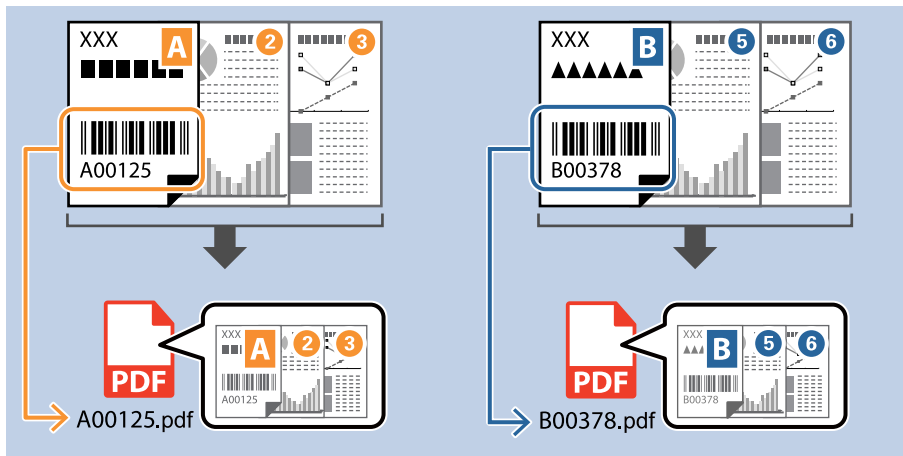 XXX A 2 3
A00125
XXX B 5 6
B00378
PDF
XXX A 2 3
A00125
A00125.pdf
PDF
XXX B 5 6
B00378
B00378.pdf